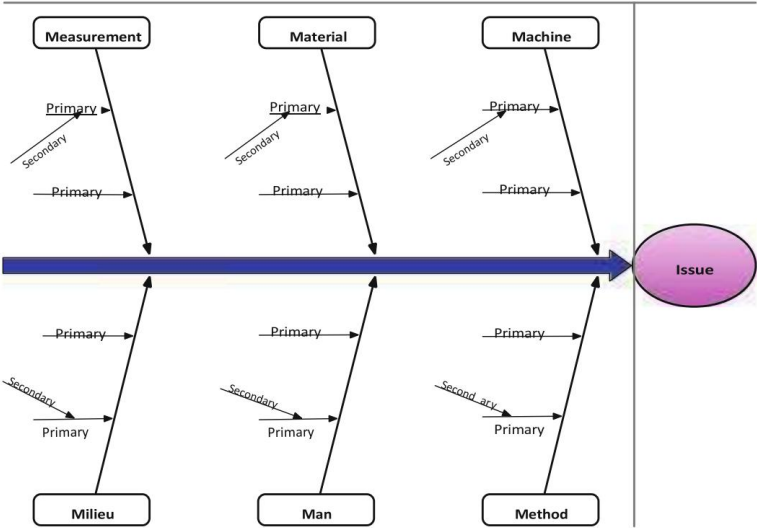 Measurement
Material
Machine
Primary
Primary
Primary
Secondary
Secondary
Secondary
Primary
Primary
Primary
Issue
Primary
Primary
Primary
Secondary
Secondary
Second ary
Primary
Primary
Primary
Milieu
Man
Method